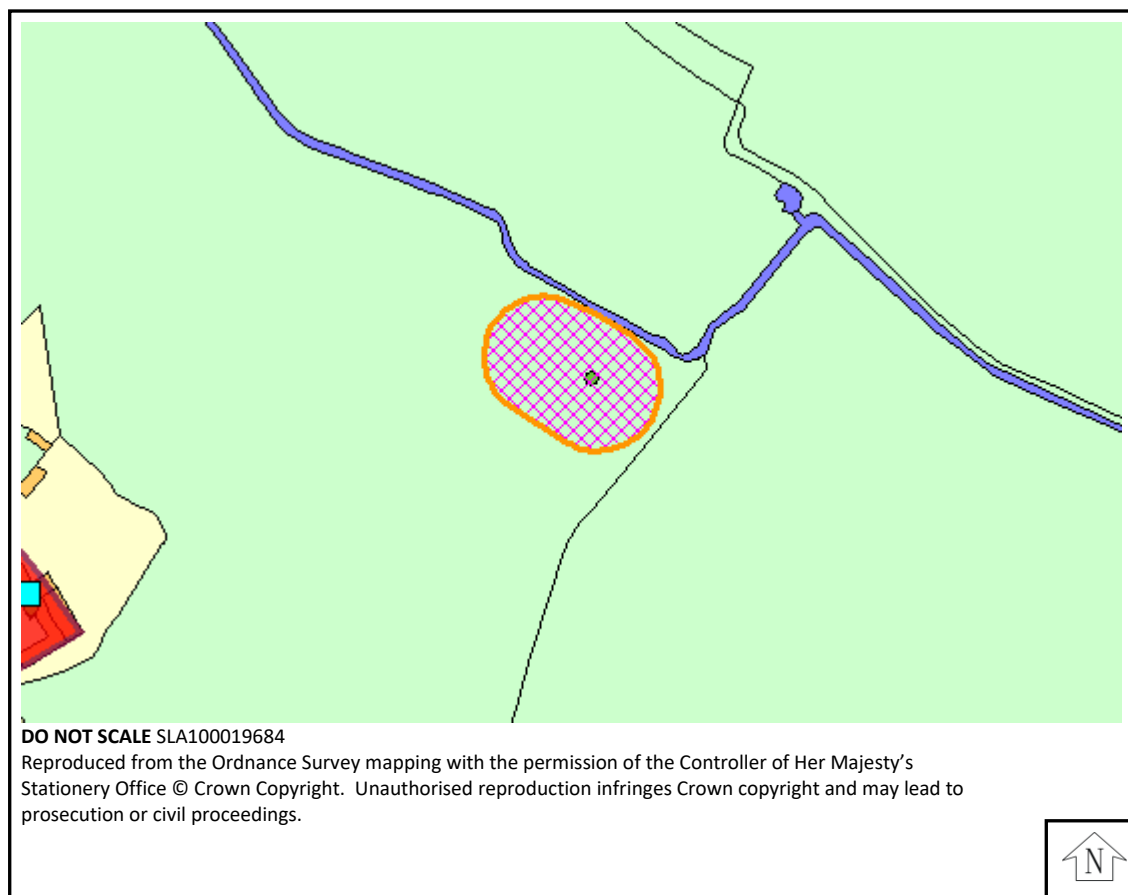 DO NOT SCALE SLA100019684
Reproduced from the Ordnance Survey mapping with the permission of the Controller of Her Majesty’s
Stationery Office © Crown Copyright.  Unauthorised reproduction infringes Crown copyright and may lead to
prosecution or civil proceedings.
N